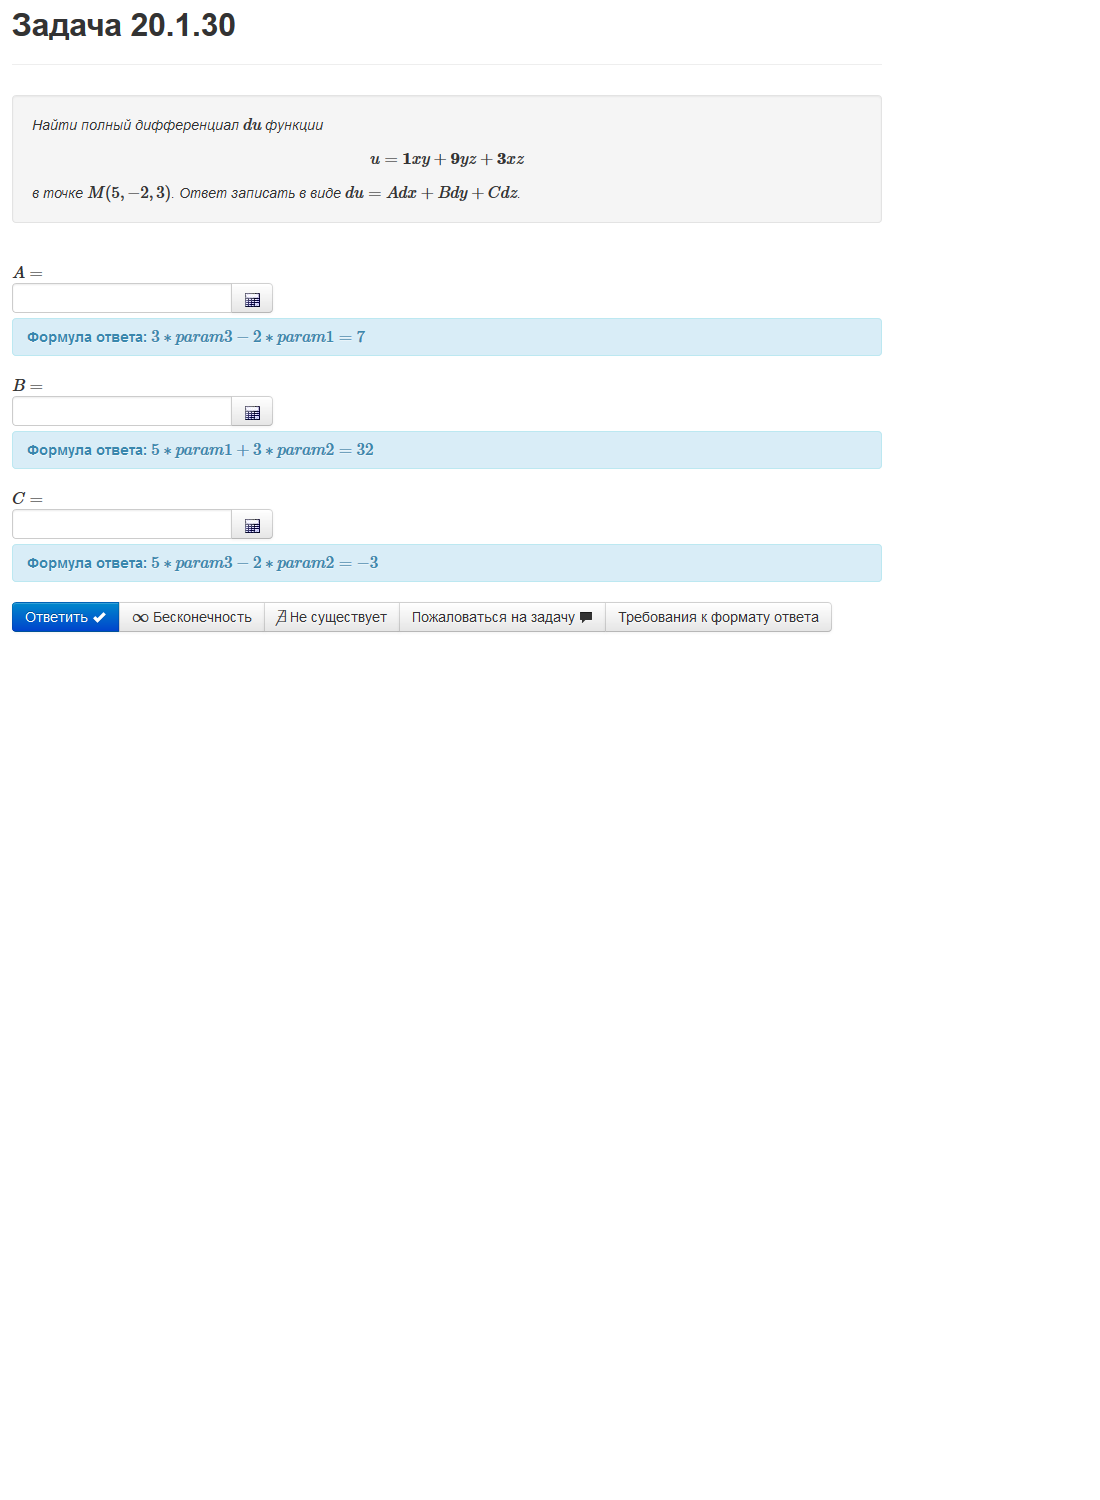 Задача 20.1.30
Найти полный дифференциал du функции
u = 1xy + 9yz + 3xz
в точке M(5, −2, 3). Ответ записать в виде du = Adx + Bdy + Cdz.
A =
Формула ответа: 3 ∗ param3 − 2 ∗ param1 = 7
B =
Формула ответа: 5 ∗ param1 + 3 ∗ param2 = 32
C =
Формула ответа: 5 ∗ param3 − 2 ∗ param2 = −3
Ответить ∞ Бесконечность ∄ Не существует Пожаловаться на задачу Требования к формату ответа